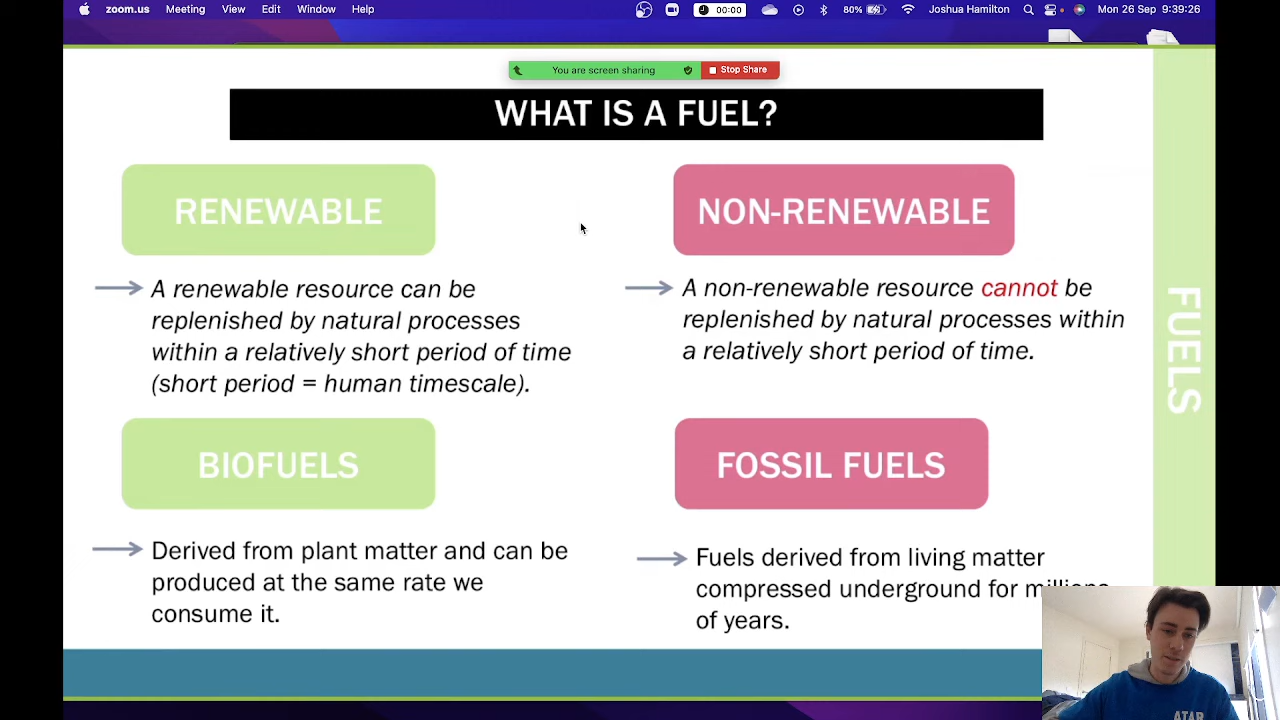 zoom.us Meeting View Edit Window Help 00:00 80% Joshua Hamilton Mon 26 Sep 9:39:26
You are screen sharing Stop Share
WHAT IS A FUEL?
RENEWABLE
A renewable resource can be
replenished by natural processes
within a relatively short period of time
(short period = human timescale).
NON-RENEWABLE
A non-renewable resource cannot be
replenished by natural processes within
a relatively short period of time.
BIOFUELS
Derived from plant matter and can be
produced at the same rate we
consume it.
FOSSIL FUELS
Fuels derived from living matter
compressed underground for millions
of years.
FUELS
ATAR